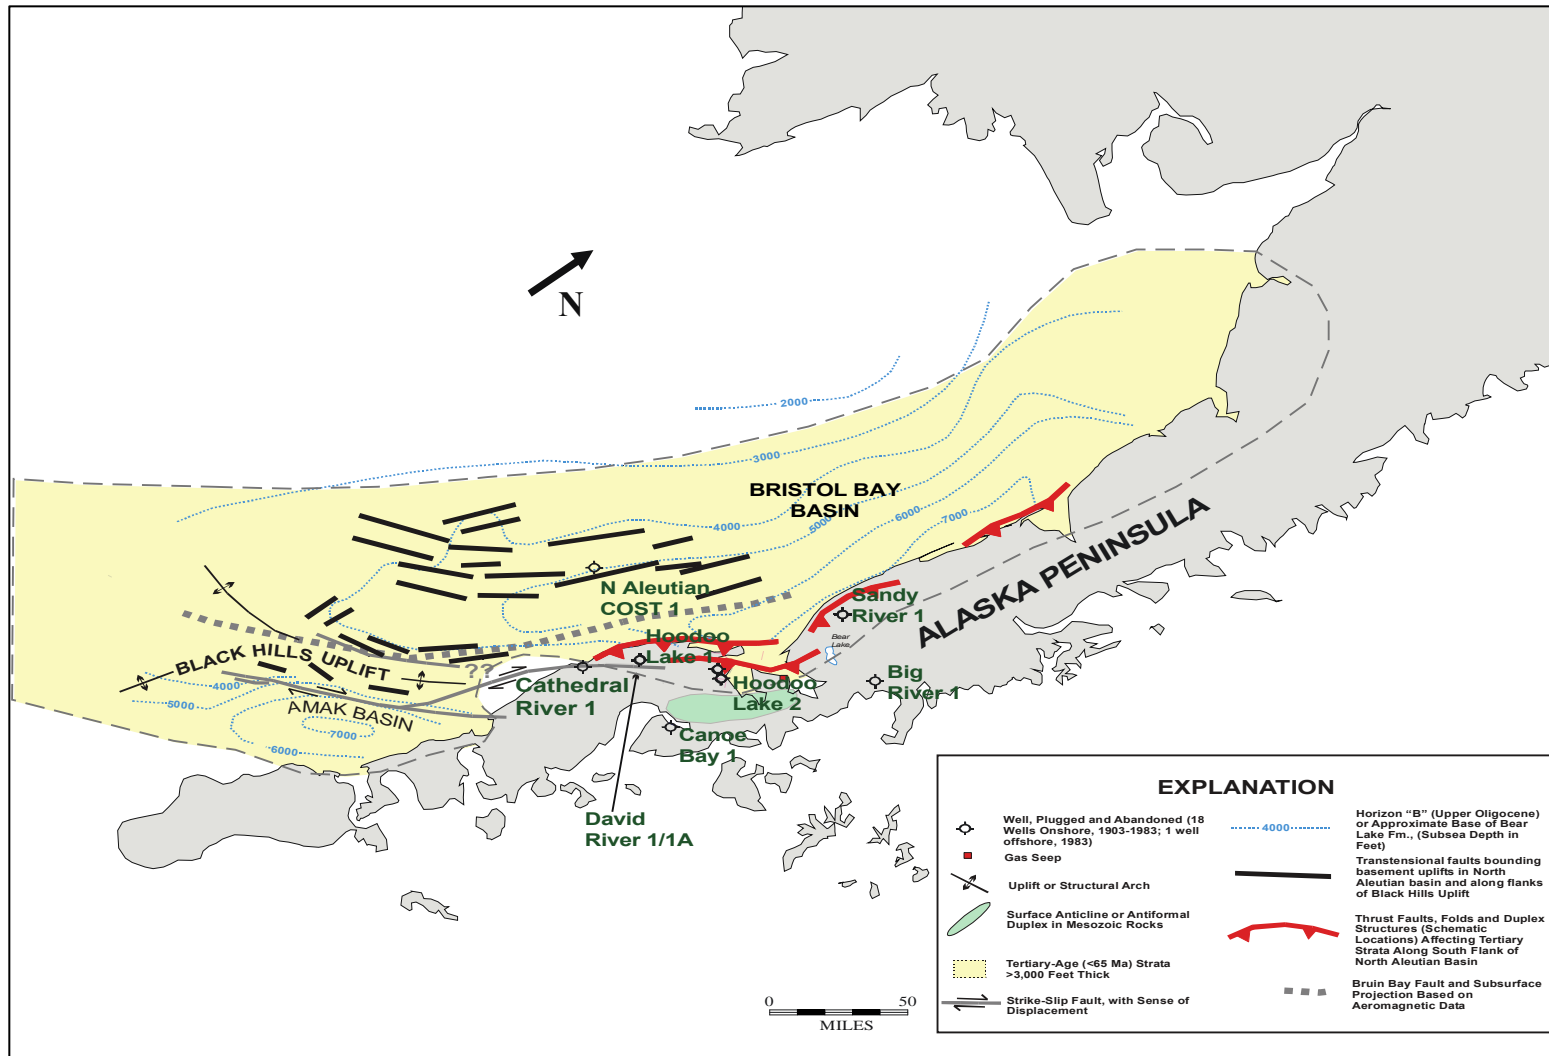 N
2000
3000
BRISTOL BAY
BASIN
4000
5000
6000
7000
ALASKA PENINSULA
N Aleutian
COST 1
Sandy
River 1
Bear
Lake
Hoodoo
Lake 1
BLACK HILLS UPLIFT
??
Cathedral
River 1
Hoodoo
Lake 2
Big
River 1
4000
5000
AMAK BASIN
7000
6000
Canoe
Bay 1
David
River 1/1A
EXPLANATION
Well, Plugged and Abandoned (18
Wells Onshore, 1903-1983; 1 well
offshore, 1983)
Gas Seep
Uplift or Structural Arch
Surface Anticline or Antiformal
Duplex in Mesozoic Rocks
Tertiary-Age (<65 Ma) Strata
>3,000 Feet Thick
Strike-Slip Fault, with Sense of
Displacement
4000
Horizon “B” (Upper Oligocene)
or Approximate Base of Bear
Lake Fm., (Subsea Depth in
Feet)
Transtensional faults bounding
basement uplifts in North
Aleutian basin and along flanks
of Black Hills Uplift
Thrust Faults, Folds and Duplex
Structures (Schematic
Locations) Affecting Tertiary
Strata Along South Flank of
North Aleutian Basin
Bruin Bay Fault and Subsurface
Projection Based on
Aeromagnetic Data
0 50
MILES